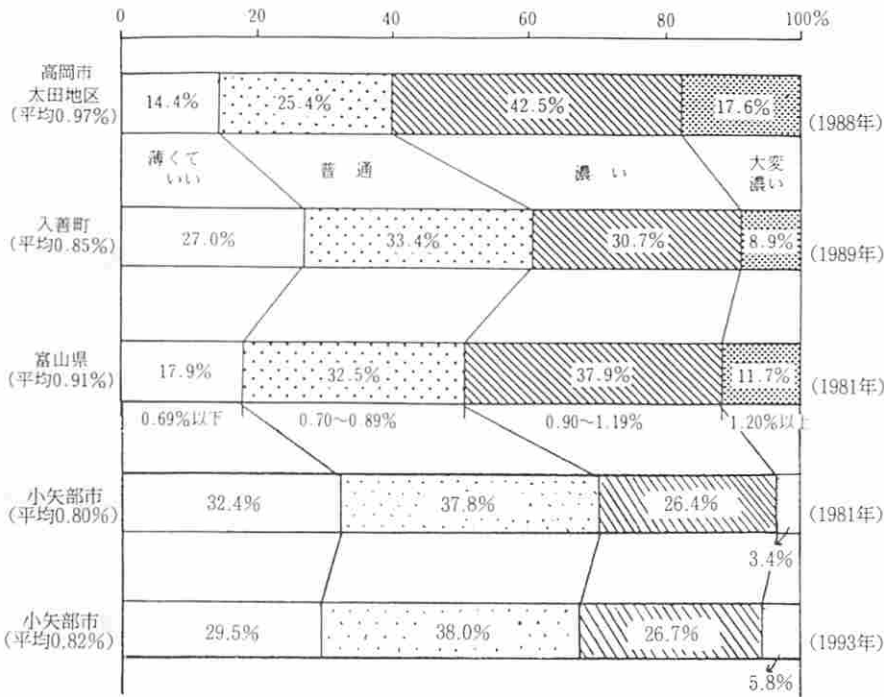 0 20 40 60 80 100%
高岡市
太田地区
(平均0.97%)
14.4% 25.4% 42.5% 17.6%
(1988年)
薄くて
いい
普 通
濃 い
大変
濃い
入善町
(平均0.85%)
27.0% 33.4% 30.7% 8.9%
(1989年)
富山県
(平均0.91%)
17.9% 32.5% 37.9% 11.7%
(1981年)
0.69%以下 0.70〜0.89% 0.90〜1.19% 1.20%以上
小矢部市
(平均0.80%)
32.4% 37.8% 26.4%
(1981年)
3.4%
小矢部市
(平均0.82%)
29.5% 38.0% 26.7%
(1993年)
5.8%